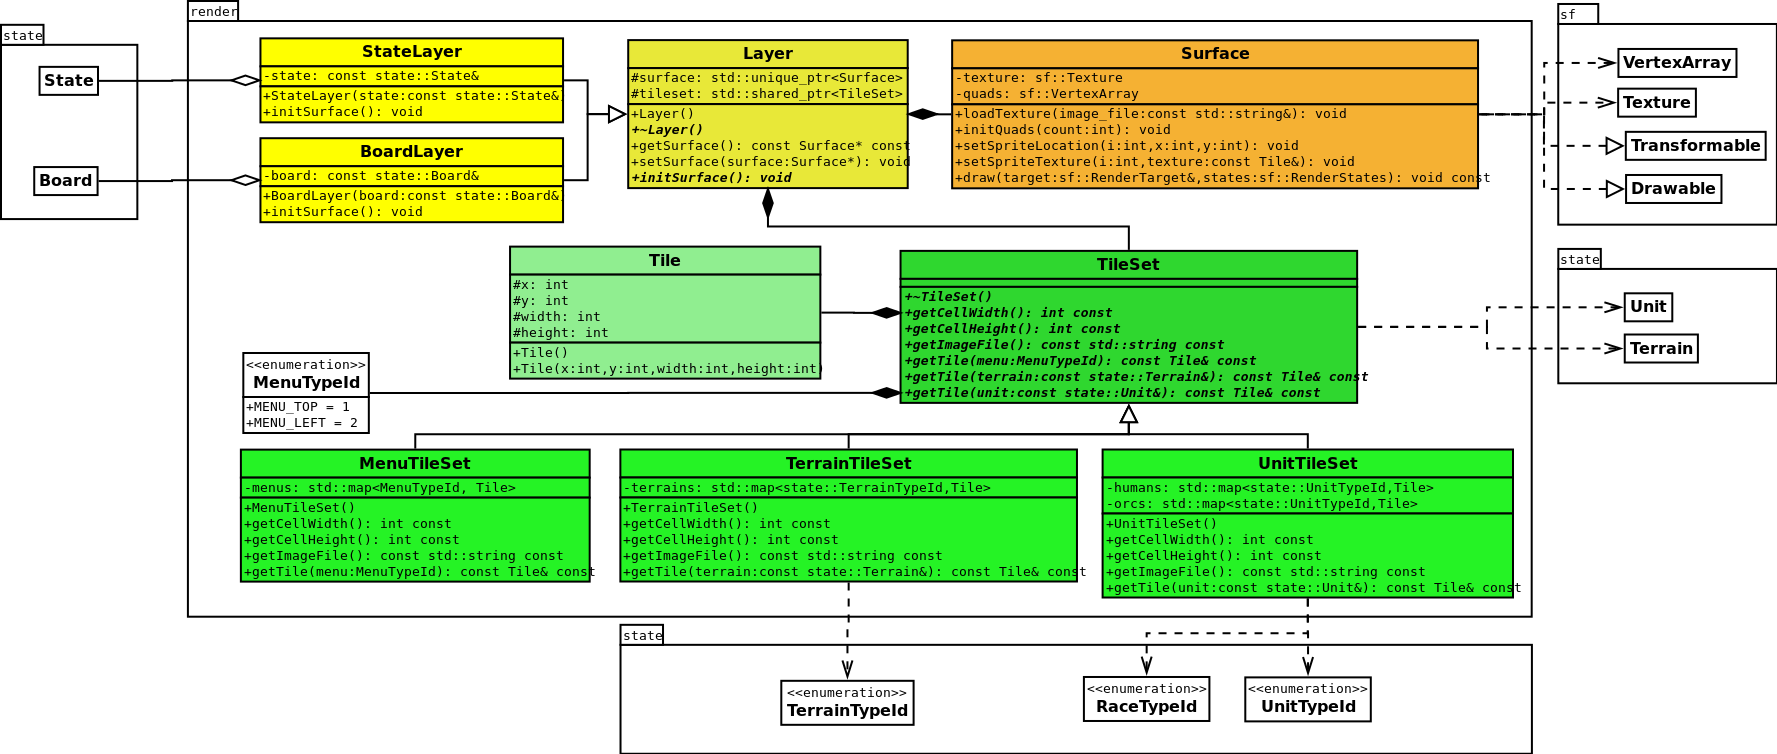 state
State
Board
render
StateLayer
-state: const state::State&
+StateLayer(state:const state::State&)
+initSurface(): void
BoardLayer
-board: const state::Board&
+BoardLayer(board:const state::Board&)
+initSurface(): void
Layer
#surface: std::unique_ptr<Surface>
#tileset: std::shared_ptr<TileSet>
+Layer()
+~Layer()
+getSurface(): const Surface* const
+setSurface(surface:Surface*): void
+initSurface(): void
Surface
-texture: sf::Texture
-quads: sf::VertexArray
+loadTexture(image_file:const std::string&): void
+initQuads(count:int): void
+setSpriteLocation(i:int,x:int,y:int): void
+setSpriteTexture(i:int,texture:const Tile&): void
+draw(target:sf::RenderTarget&,states:sf::RenderStates): void const
sf
VertexArray
Texture
Transformable
Drawable
Tile
#x: int
#y: int
#width: int
#height: int
+Tile()
+Tile(x:int,y:int,width:int,height:int)
TileSet
+~TileSet()
+getCellWidth(): int const
+getCellHeight(): int const
+getImageFile(): const std::string const
+getTile(menu:MenuTypeId): const Tile& const
+getTile(terrain:const state::Terrain&): const Tile& const
+getTile(unit:const state::Unit&): const Tile& const
state
Unit
Terrain
<<enumeration>>
MenuTypeId
+MENU_TOP = 1
+MENU_LEFT = 2
MenuTileSet
-menus: std::map<MenuTypeId, Tile>
+MenuTileSet()
+getCellWidth(): int const
+getCellHeight(): int const
+getImageFile(): const std::string const
+getTile(menu:MenuTypeId): const Tile& const
TerrainTileSet
-terrains: std::map<state::TerrainTypeId,Tile>
+TerrainTileSet()
+getCellWidth(): int const
+getCellHeight(): int const
+getImageFile(): const std::string const
+getTile(terrain:const state::Terrain&): const Tile& const
UnitTileSet
-humans: std::map<state::UnitTypeId,Tile>
-orcs: std::map<state::UnitTypeId,Tile>
+UnitTileSet()
+getCellWidth(): int const
+getCellHeight(): int const
+getImageFile(): const std::string const
+getTile(unit:const state::Unit&): const Tile& const
state
<<enumeration>>
TerrainTypeId
<<enumeration>>
RaceTypeId
<<enumeration>>
UnitTypeId